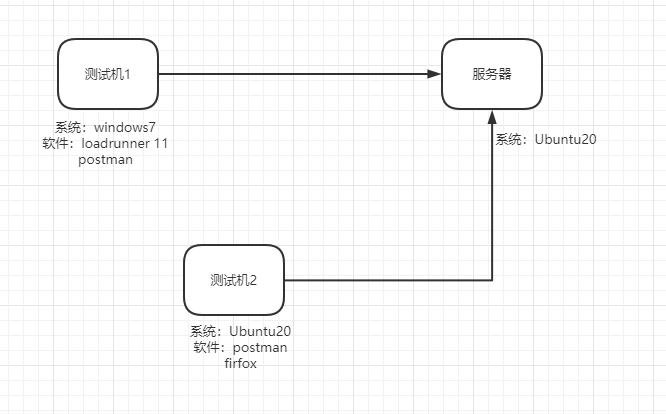 测试机1
服务器
系统：windows7
软件：loadrunner 11
postman
系统：Ubuntu20
测试机2
系统：Ubuntu20
软件：postman
firfox